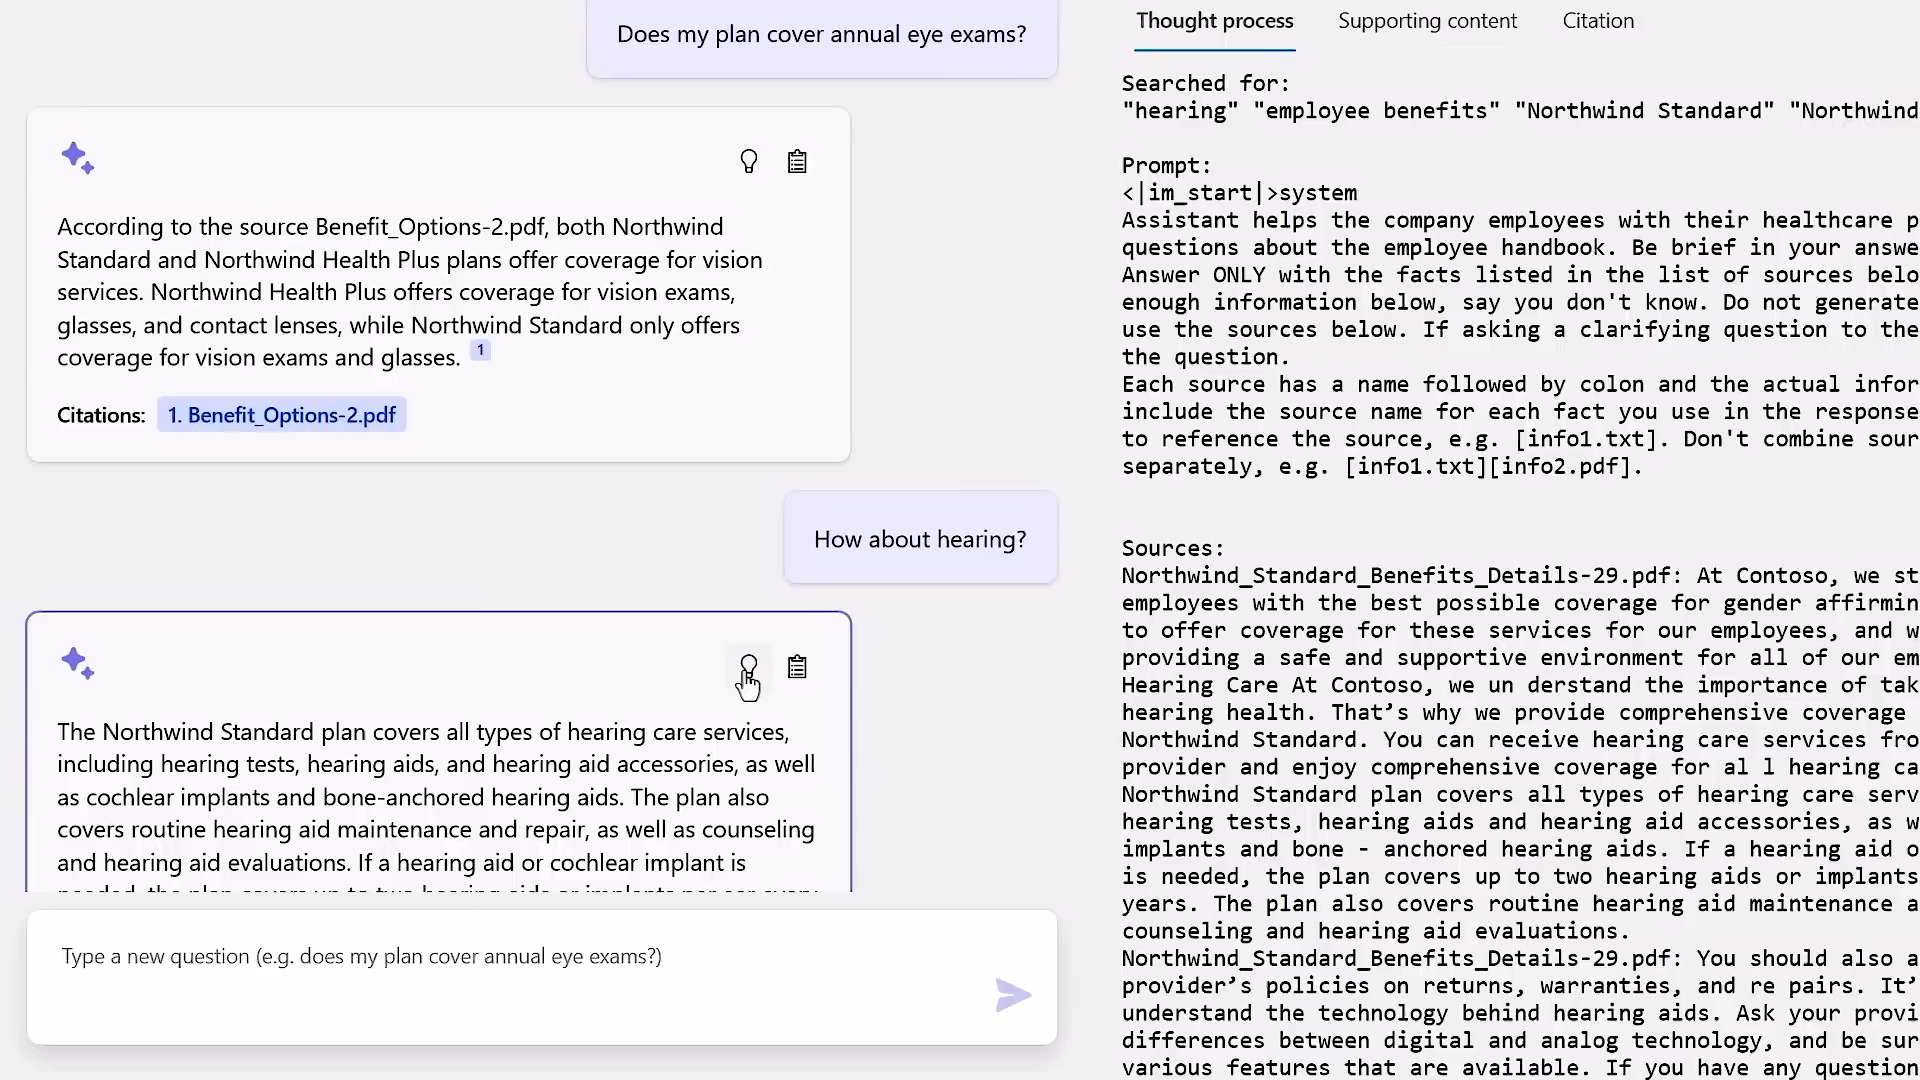 Does my plan cover annual eye exams?
According to the source Benefit_Options-2.pdf, both Northwind
Standard and Northwind Health Plus plans offer coverage for vision
services. Northwind Health Plus offers coverage for vision exams,
glasses, and contact lenses, while Northwind Standard only offers
coverage for vision exams and glasses. 1
Citations: 1. Benefit_Options-2.pdf
How about hearing?
The Northwind Standard plan covers all types of hearing care services,
including hearing tests, hearing aids, and hearing aid accessories, as well
as cochlear implants and bone-anchored hearing aids. The plan also
covers routine hearing aid maintenance and repair, as well as counseling
and hearing aid evaluations. If a hearing aid or cochlear implant is
needed, the plan covers up to two hearing aids or implants per ear every
Type a new question (e.g. does my plan cover annual eye exams?)
Thought process Supporting content Citation
Searched for:
"hearing" "employee benefits" "Northwind Standard" "Northwind
Prompt:
<|im_start|>system
Assistant helps the company employees with their healthcare p
questions about the employee handbook. Be brief in your answe
Answer ONLY with the facts listed in the list of sources belo
enough information below, say you don't know. Do not generate
use the sources below. If asking a clarifying question to the
the question.
Each source has a name followed by colon and the actual infor
include the source name for each fact you use in the response
to reference the source, e.g. [info1.txt]. Don't combine sour
separately, e.g. [info1.txt][info2.pdf].
Sources:
Northwind_Standard_Benefits_Details-29.pdf: At Contoso, we st
employees with the best possible coverage for gender affirmin
to offer coverage for these services for our employees, and w
providing a safe and supportive environment for all of our em
Hearing Care At Contoso, we un derstand the importance of tak
hearing health. That’s why we provide comprehensive coverage
Northwind Standard. You can receive hearing care services fro
provider and enjoy comprehensive coverage for al l hearing ca
Northwind Standard plan covers all types of hearing care serv
hearing tests, hearing aids and hearing aid accessories, as w
implants and bone - anchored hearing aids. If a hearing aid o
is needed, the plan covers up to two hearing aids or implants
years. The plan also covers routine hearing aid maintenance a
counseling and hearing aid evaluations.
Northwind_Standard_Benefits_Details-29.pdf: You should also a
provider’s policies on returns, warranties, and re pairs. It’
understand the technology behind hearing aids. Ask your provi
differences between digital and analog technology, and be sur
various features that are available. If you have any question